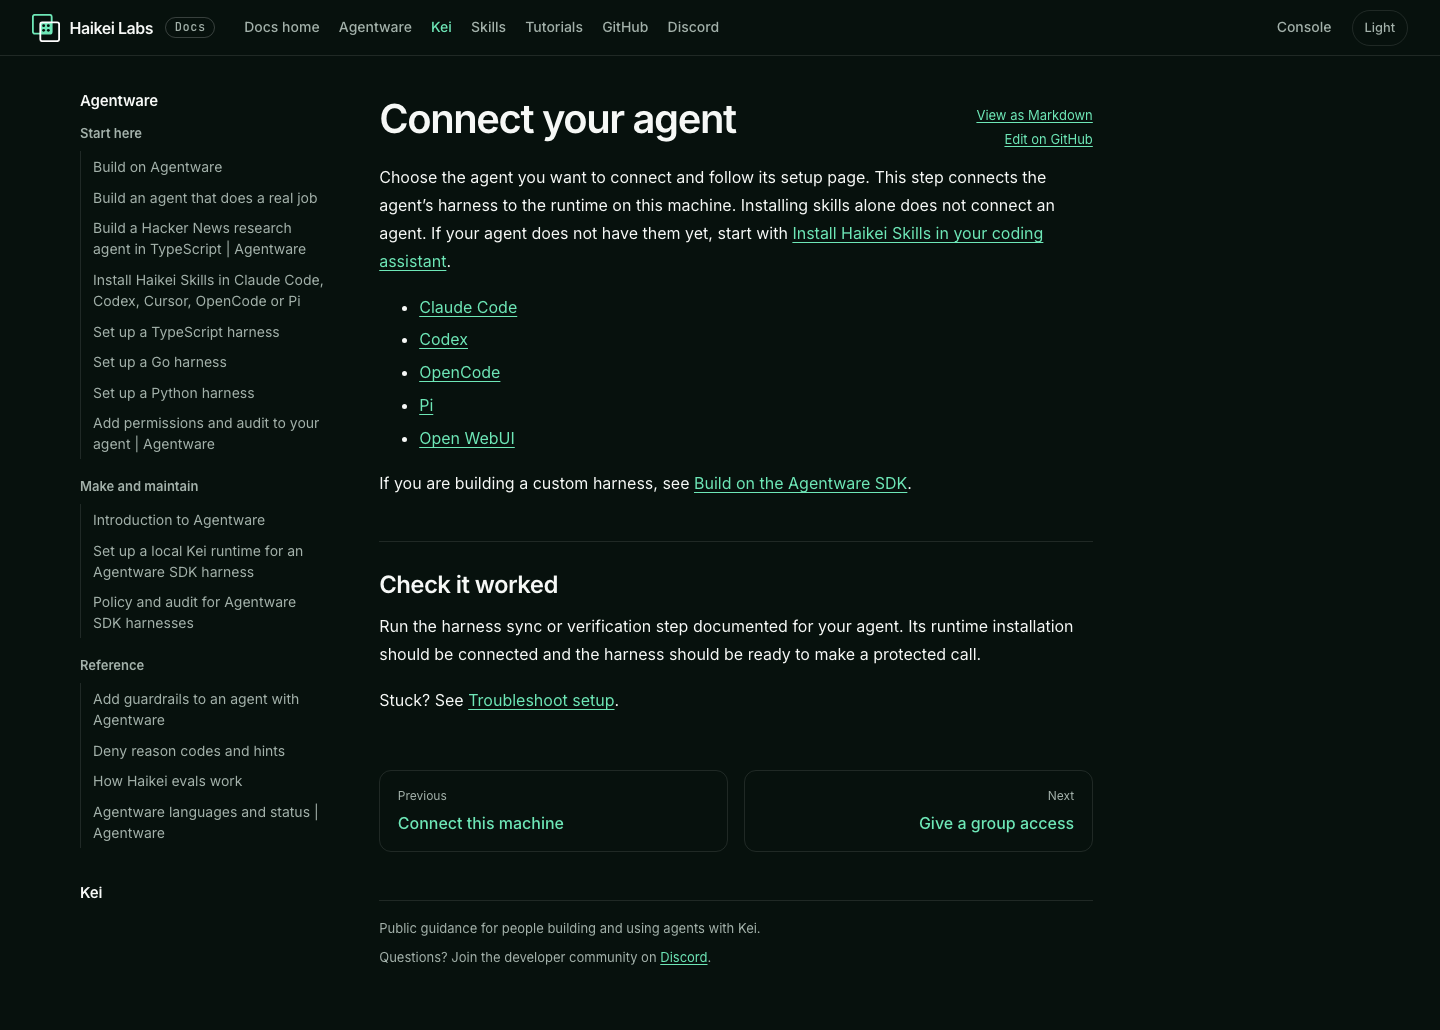 Haikei Labs Docs Docs home Agentware Kei Skills Tutorials GitHub Discord Console Light
Agentware
Start here
Build on Agentware
Build an agent that does a real job
Build a Hacker News research
agent in TypeScript | Agentware
Install Haikei Skills in Claude Code,
Codex, Cursor, OpenCode or Pi
Set up a TypeScript harness
Set up a Go harness
Set up a Python harness
Add permissions and audit to your
agent | Agentware
Make and maintain
Introduction to Agentware
Set up a local Kei runtime for an
Agentware SDK harness
Policy and audit for Agentware
SDK harnesses
Reference
Add guardrails to an agent with
Agentware
Deny reason codes and hints
How Haikei evals work
Agentware languages and status |
Agentware
Kei
Connect your agent
View as Markdown
Edit on GitHub
Choose the agent you want to connect and follow its setup page. This step connects the
agent’s harness to the runtime on this machine. Installing skills alone does not connect an
agent. If your agent does not have them yet, start with Install Haikei Skills in your coding
assistant.
Claude Code
Codex
OpenCode
Pi
Open WebUI
If you are building a custom harness, see Build on the Agentware SDK.
Check it worked
Run the harness sync or verification step documented for your agent. Its runtime installation
should be connected and the harness should be ready to make a protected call.
Stuck? See Troubleshoot setup.
Previous
Connect this machine
Next
Give a group access
Public guidance for people building and using agents with Kei.
Questions? Join the developer community on Discord.